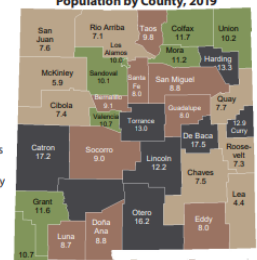 Population by County, 2019
San
Juan
7.6
Rio Arriba
7.1
Taos
9.8
Colfax
11.7
Union
10.2
Los
Alamos
10.0
Mora
11.2
Harding
13.3
McKinley
5.9
Sandoval
10.1
Santa
Fe
8.0
San Miguel
8.8
Cibola
7.4
Bernalillo
9.1
Guadalupe
8.0
Quay
7.7
Valencia
10.7
Torrance
13.0
12.9
Curry
De Baca
17.5
Roose-
velt
7.3
Catron
17.2
Socorro
9.0
Lincoln
12.2
Chaves
7.5
Lea
4.4
Grant
11.6
Otero
16.2
Eddy
8.0
Luna
8.7
Doña
Ana
8.8
10.7